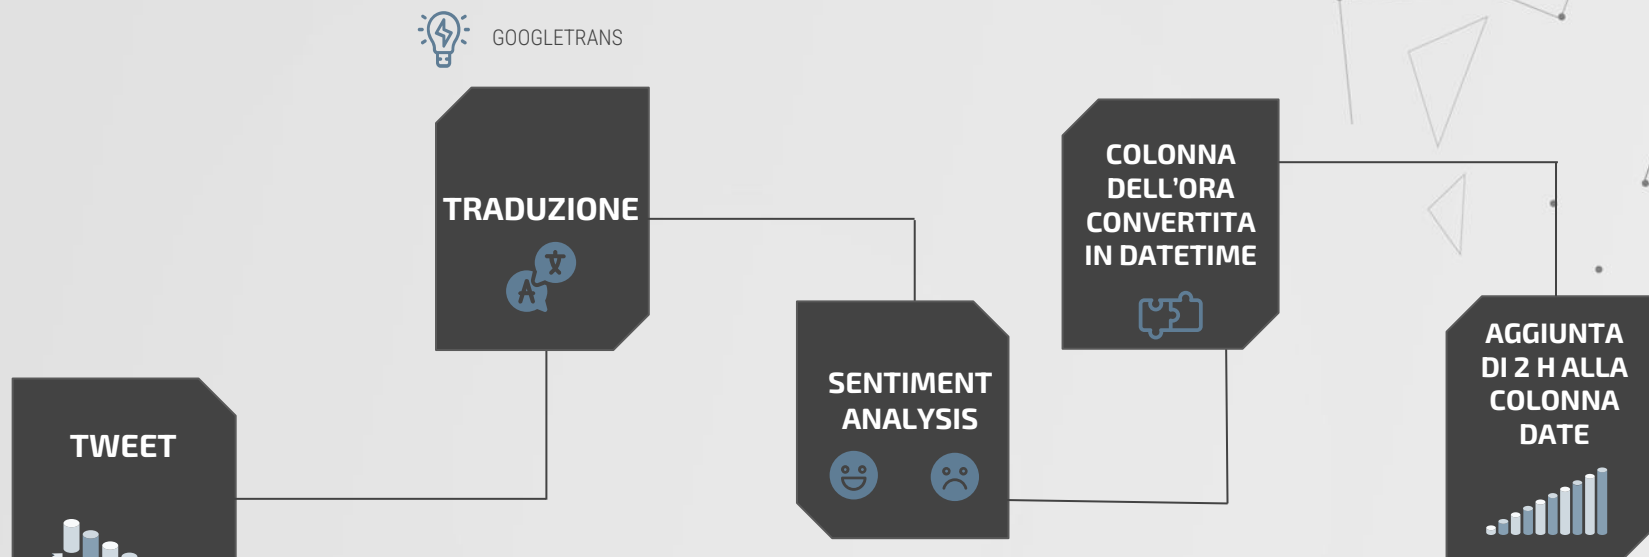 GOOGLETRANS
TWEET
TRADUZIONE
SENTIMENT
ANALYSIS
COLONNA
DELL’ORA
CONVERTITA
IN DATETIME
AGGIUNTA
DI 2 H ALLA
COLONNA
DATE